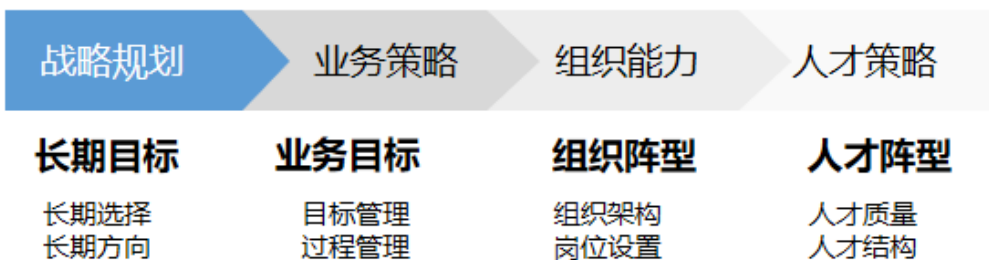 战略规划 业务策略 组织能力 人才策略
长期目标 业务目标 组织阵型 人才阵型
长期选择 目标管理 组织架构 人才质量
长期方向 过程管理 岗位设置 人才结构